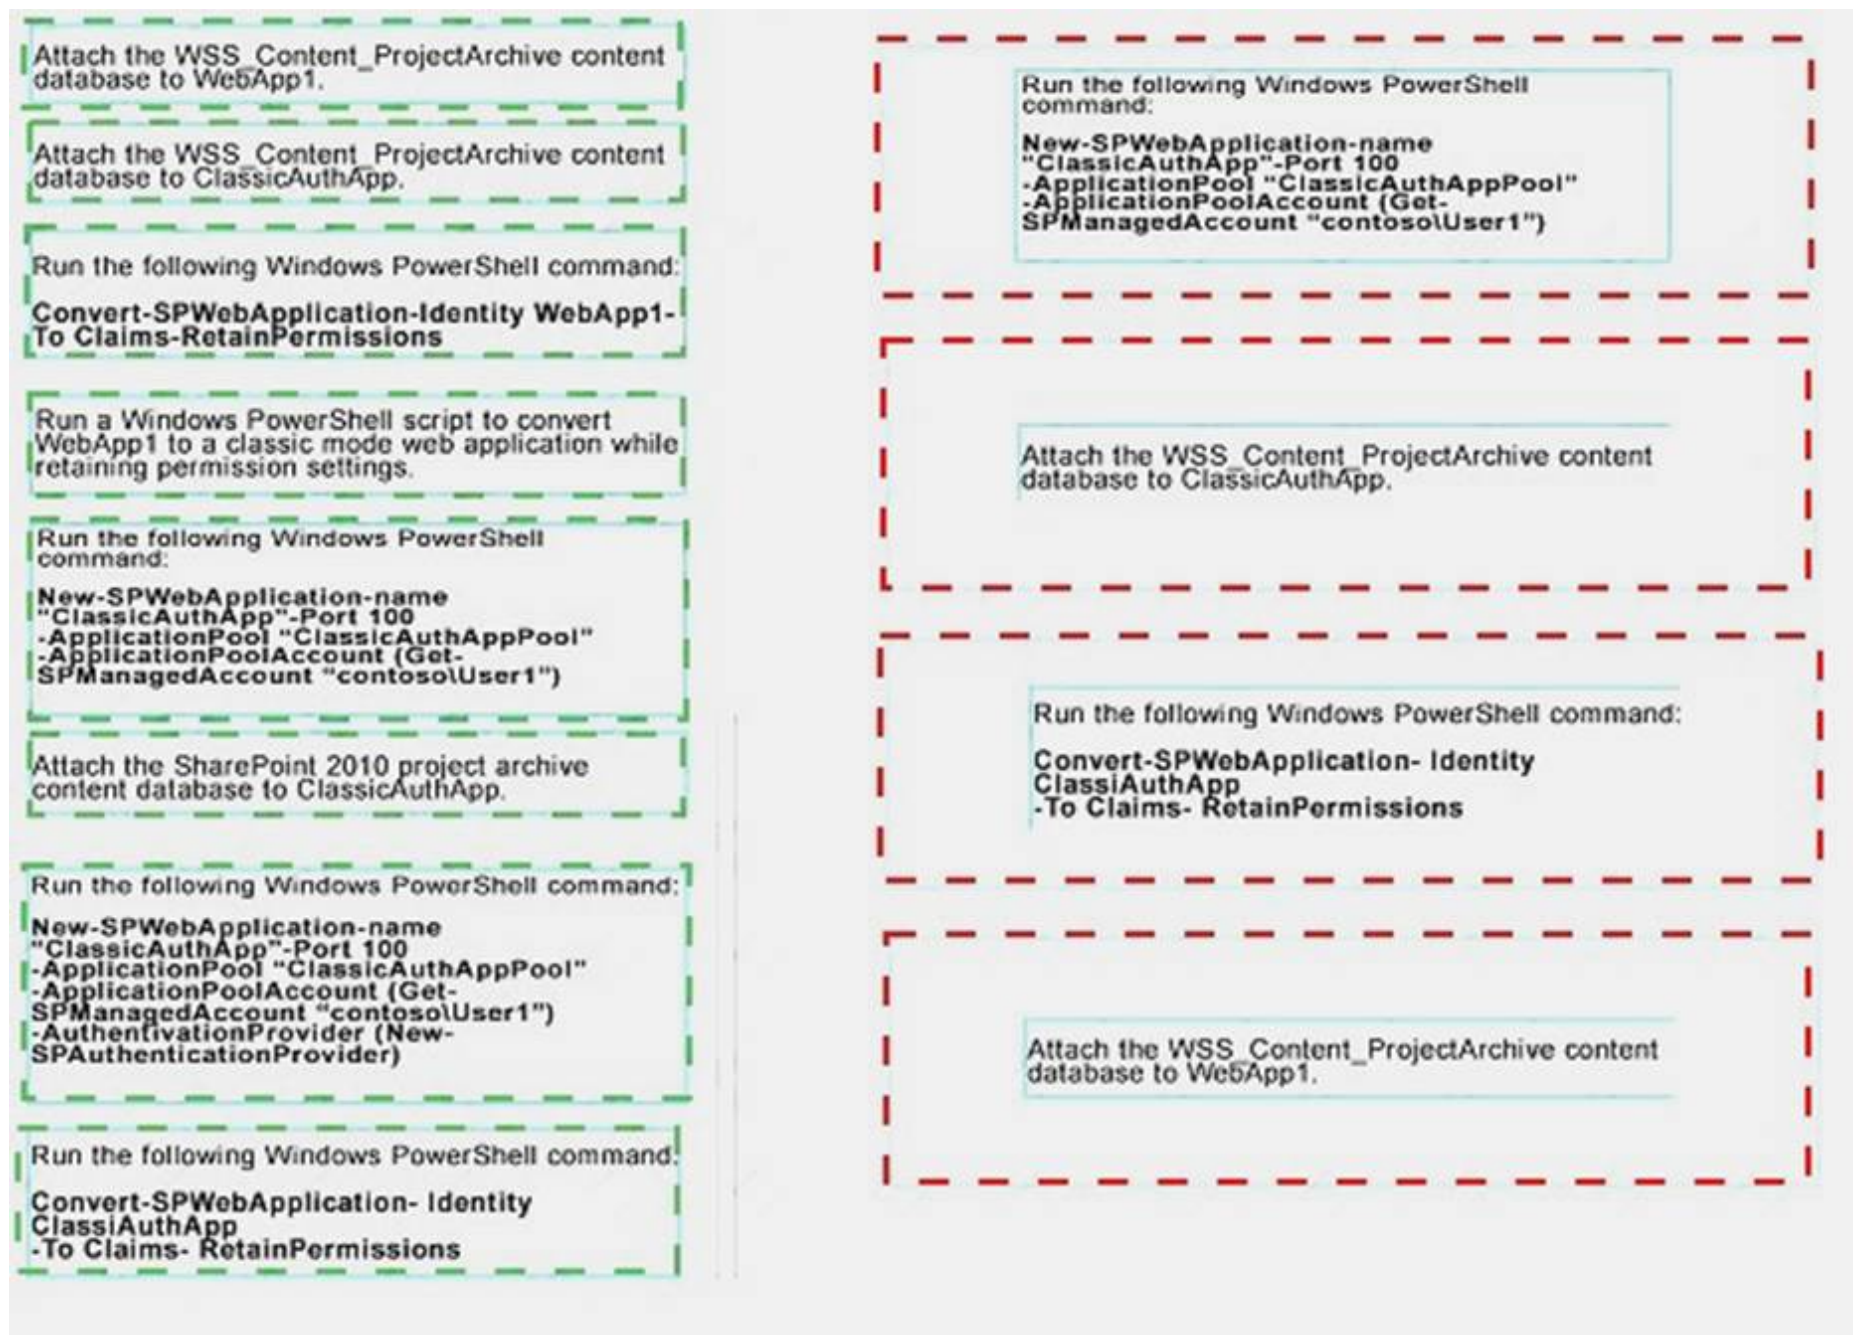 Attach the WSS_Content_ProjectArchive content
database to WebApp1.
Attach the WSS_Content_ProjectArchive content
database to ClassicAuthApp.
Run the following Windows PowerShell command:
Convert-SPWebApplication-Identity WebApp1-
To Claims-RetainPermissions
Run a Windows PowerShell script to convert
WebApp1 to a classic mode web application while
retaining permission settings.
Run the following Windows PowerShell
command:
New-SPWebApplication-name
"ClassicAuthApp"-Port 100
-ApplicationPool "ClassicAuthAppPool"
-ApplicationPoolAccount (Get-
SPManagedAccount "contoso\User1")
Attach the SharePoint 2010 project archive
content database to ClassicAuthApp.
Run the following Windows PowerShell command:
New-SPWebApplication-name
"ClassicAuthApp"-Port 100
-ApplicationPool "ClassicAuthAppPool"
-ApplicationPoolAccount (Get-
SPManagedAccount "contoso\User1")
-AuthentivationProvider (New-
SPAuthenticationProvider)
Run the following Windows PowerShell command:
Convert-SPWebApplication- Identity
ClassiAuthApp
-To Claims- RetainPermissions
Run the following Windows PowerShell
command:
New-SPWebApplication-name
"ClassicAuthApp"-Port 100
-ApplicationPool "ClassicAuthAppPool"
-ApplicationPoolAccount (Get-
SPManagedAccount "contoso\User1")
Attach the WSS_Content_ProjectArchive content
database to ClassicAuthApp.
Run the following Windows PowerShell command:
Convert-SPWebApplication- Identity
ClassiAuthApp
-To Claims- RetainPermissions
Attach the WSS_Content_ProjectArchive content
database to WebApp1.